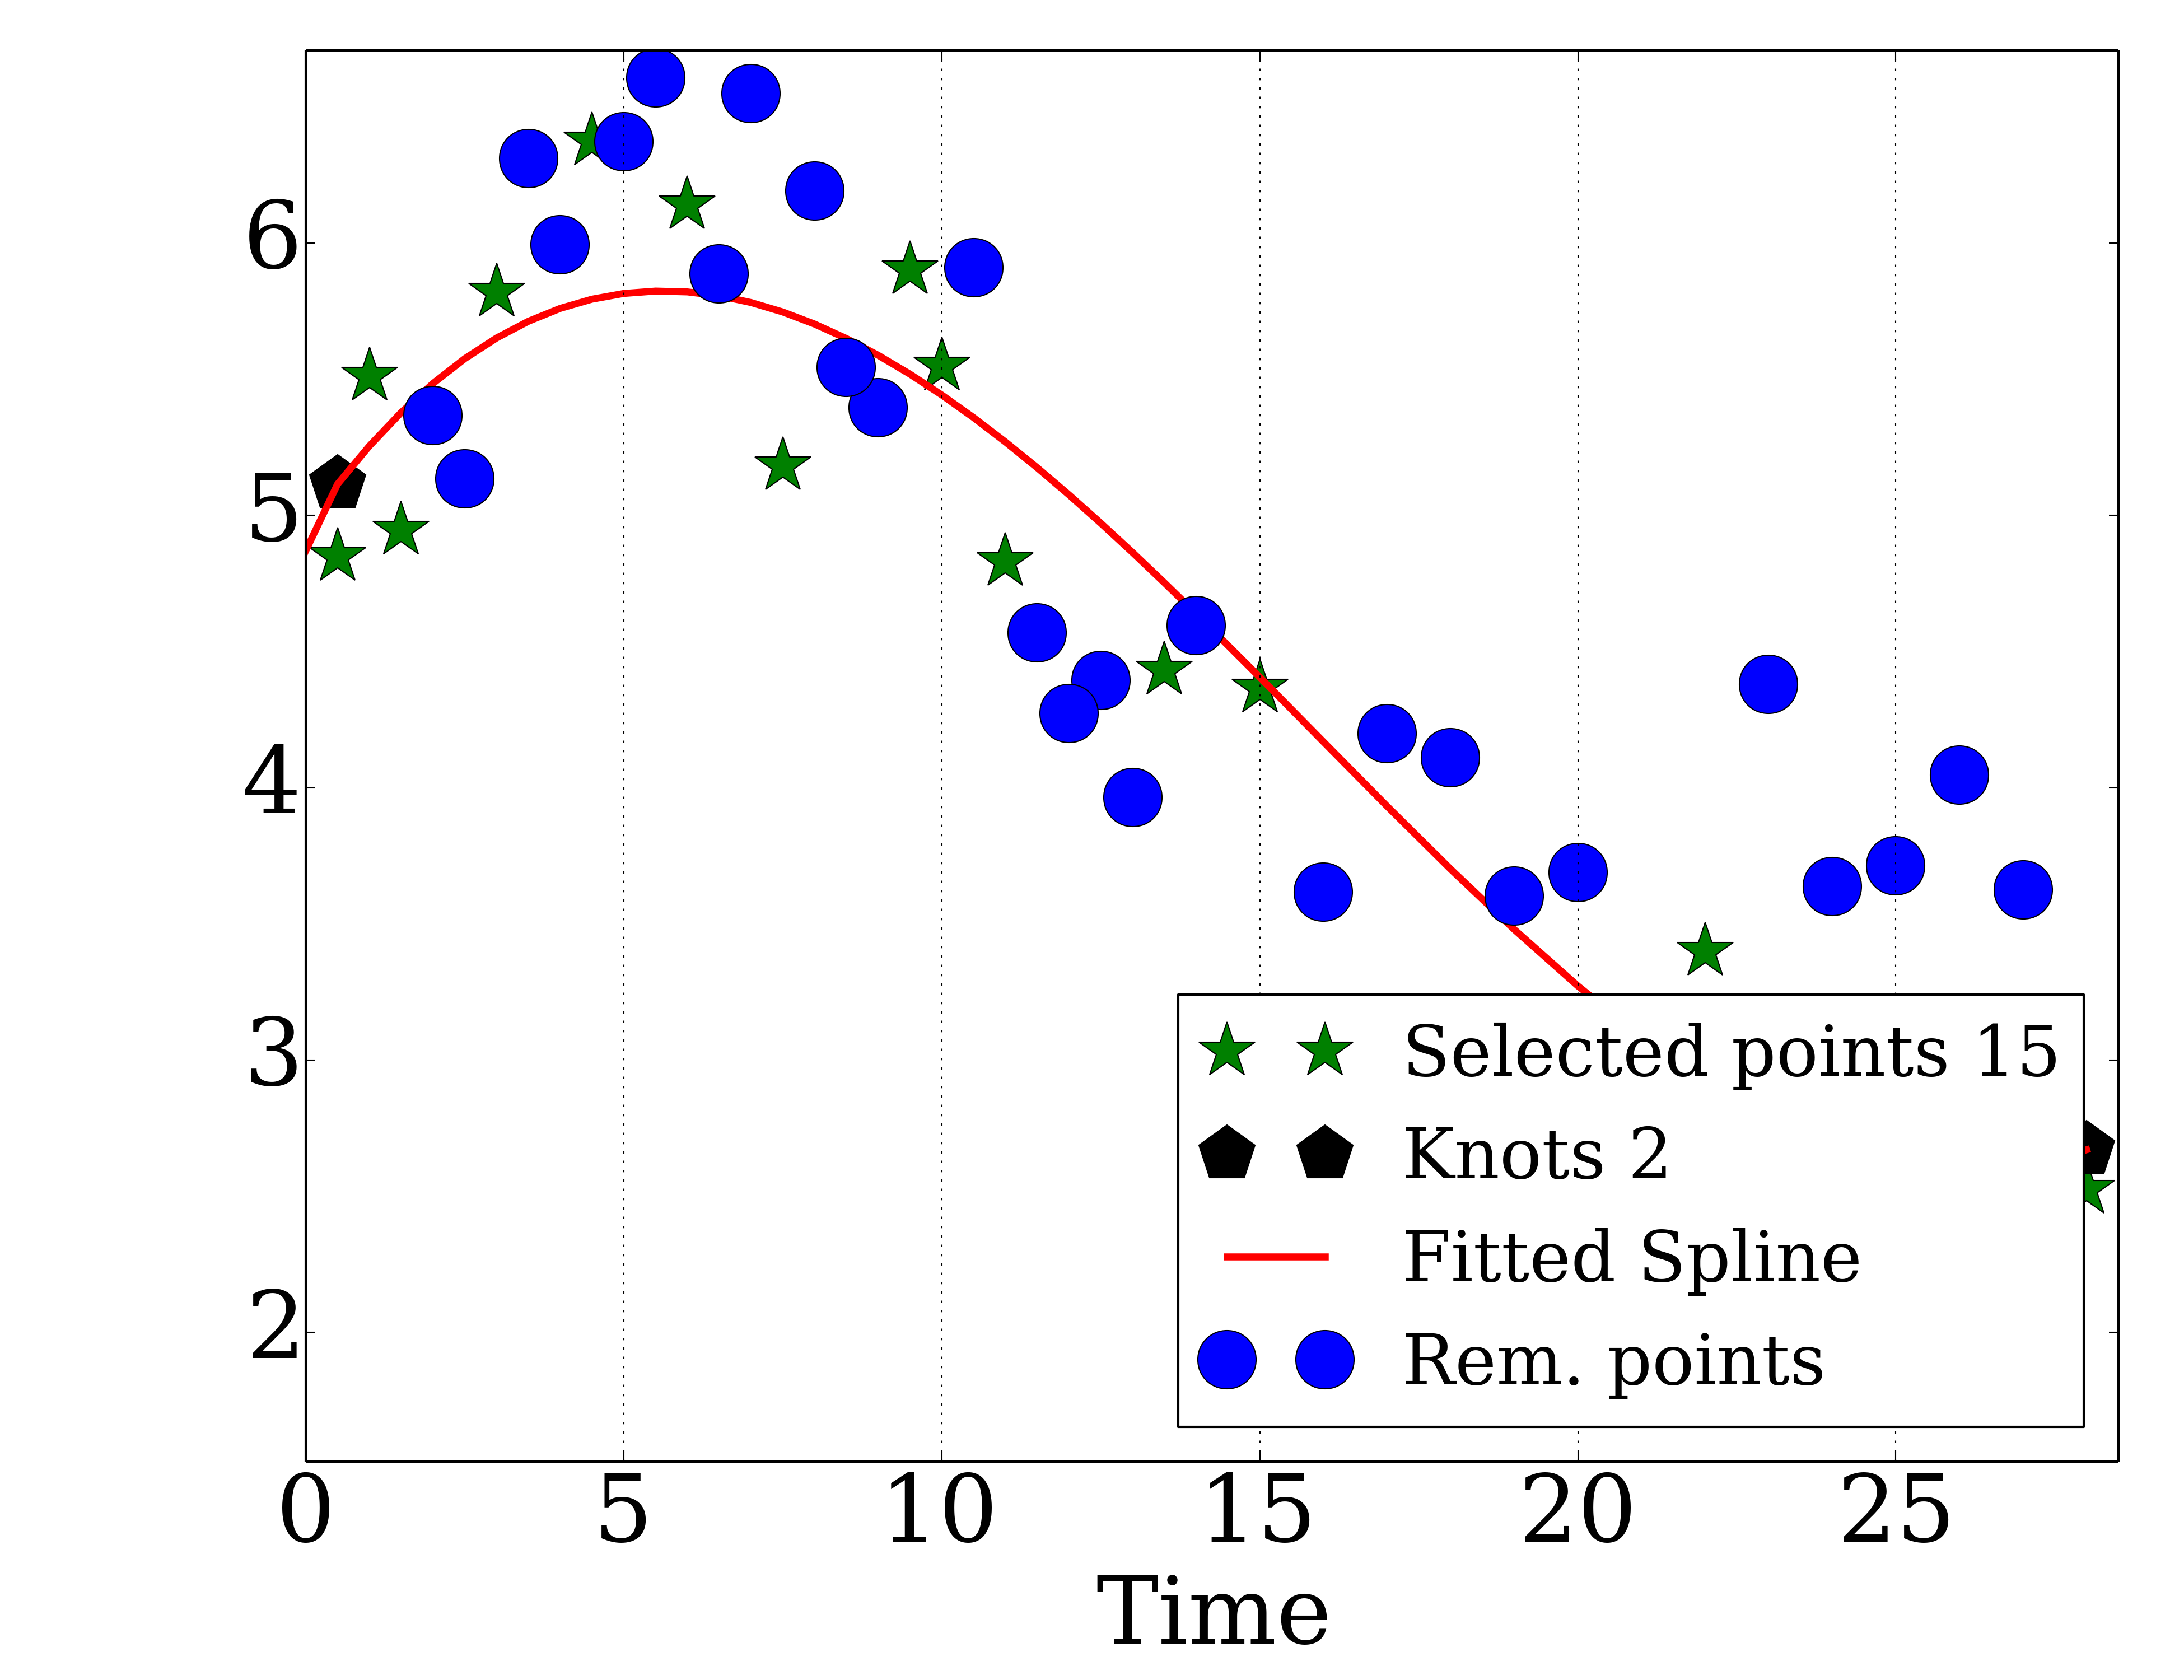 6
5
4
3
2
Selected points 15
Knots 2
Fitted Spline
Rem. points
0 5 10 15 20 25
Time